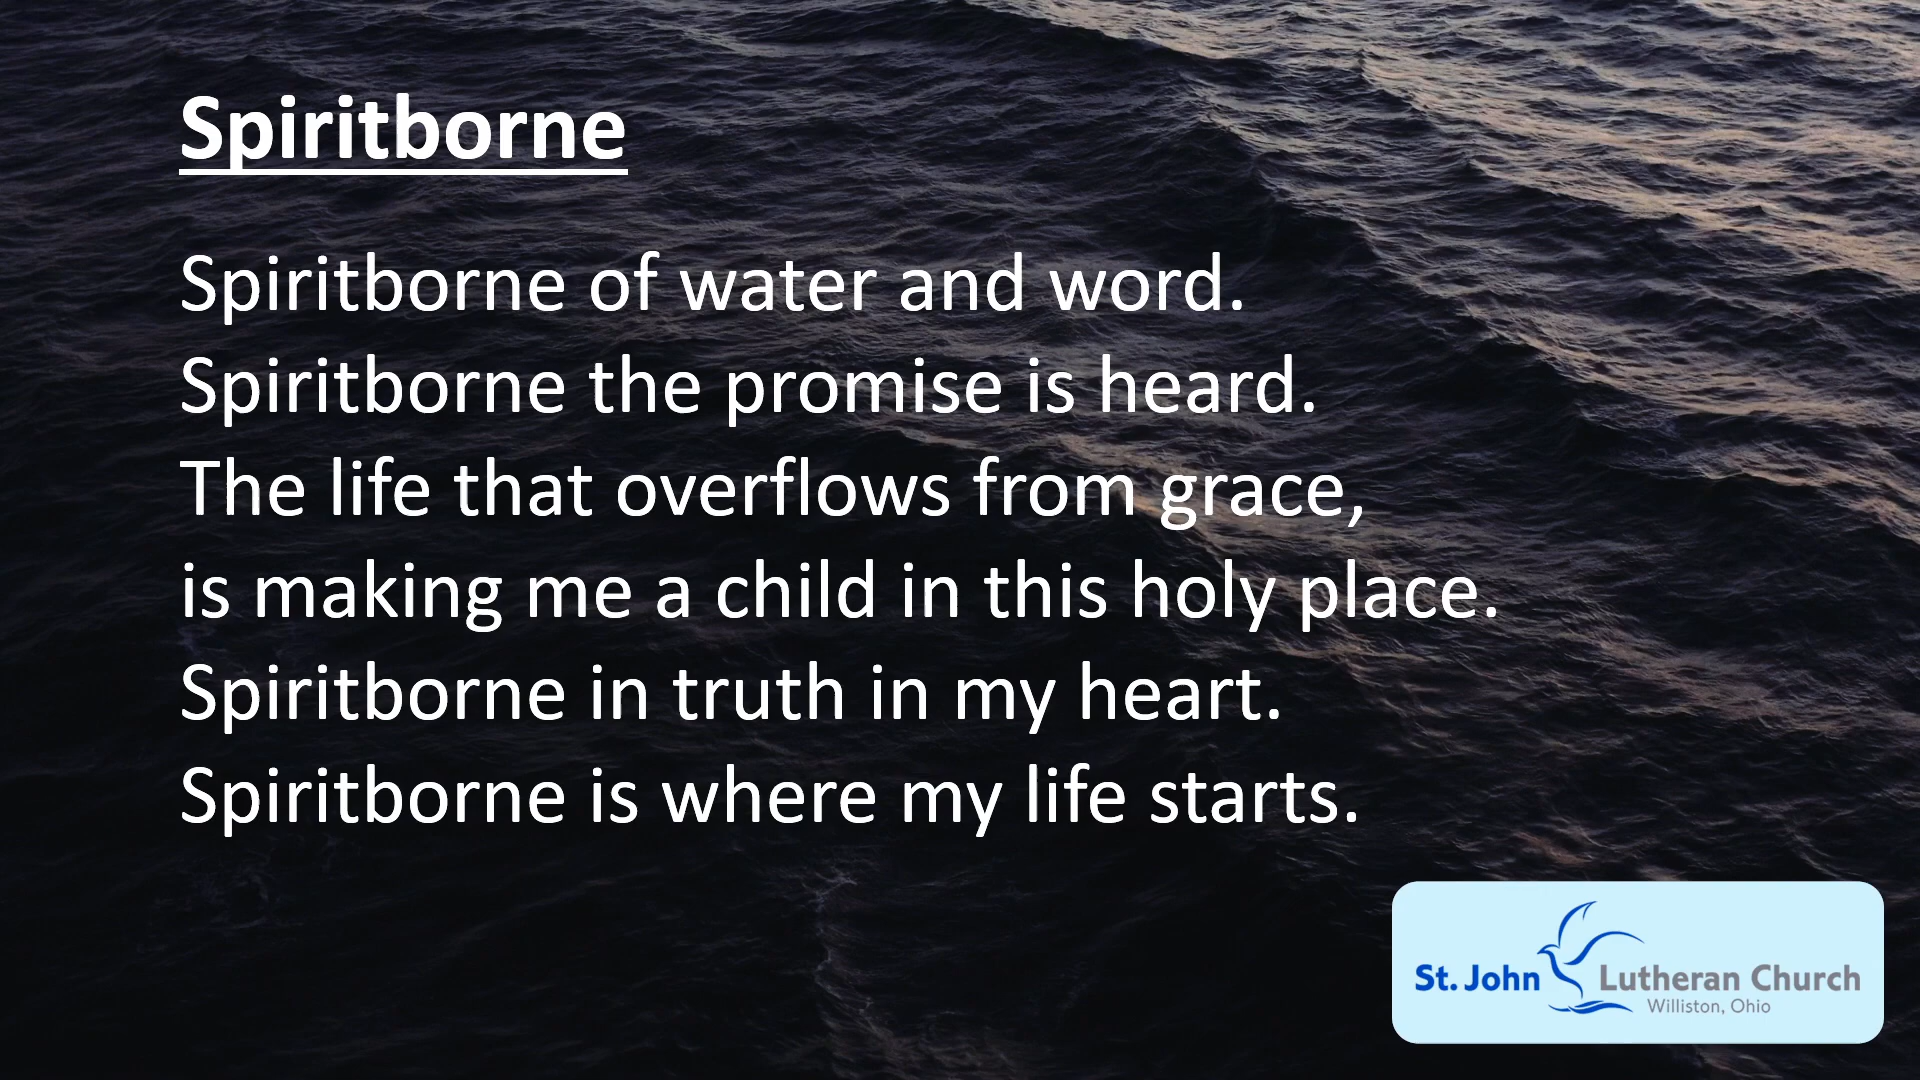 Spiritborne
Spiritborne of water and word.
Spiritborne the promise is heard.
The life that overflows from grace,
is making me a child in this holy place.
Spiritborne in truth in my heart.
Spiritborne is where my life starts.
St. John Lutheran Church
Williston, Ohio